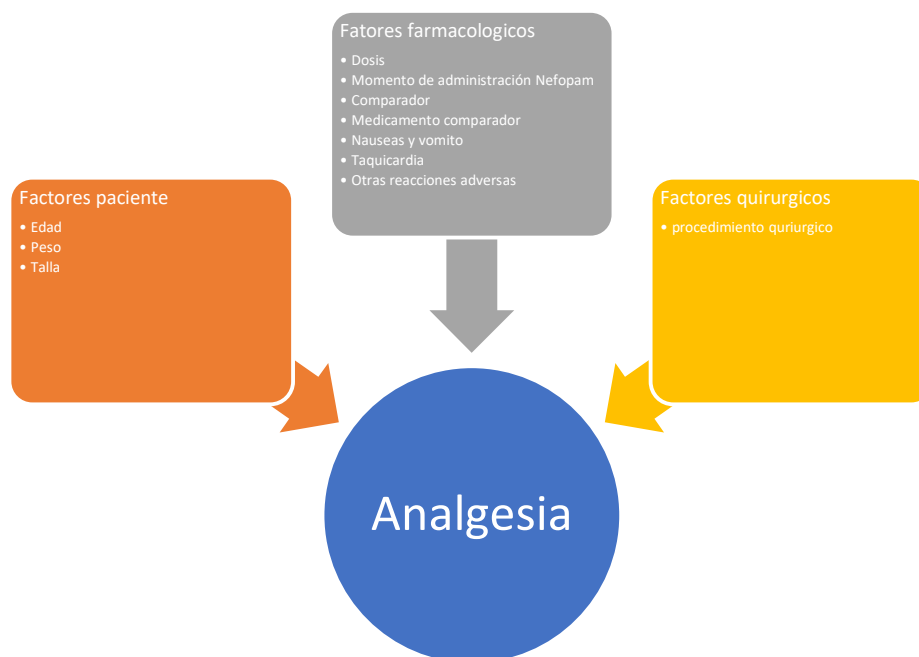 Fatores farmacologicos
• Dosis
• Momento de administración Nefopam
• Comparador
• Medicamento comparador
• Nauseas y vomito
• Taquicardia
• Otras reacciones adversas
Factores paciente
• Edad
• Peso
• Talla
Factores quirurgicos
• procedimiento quriurgico
Analgesia